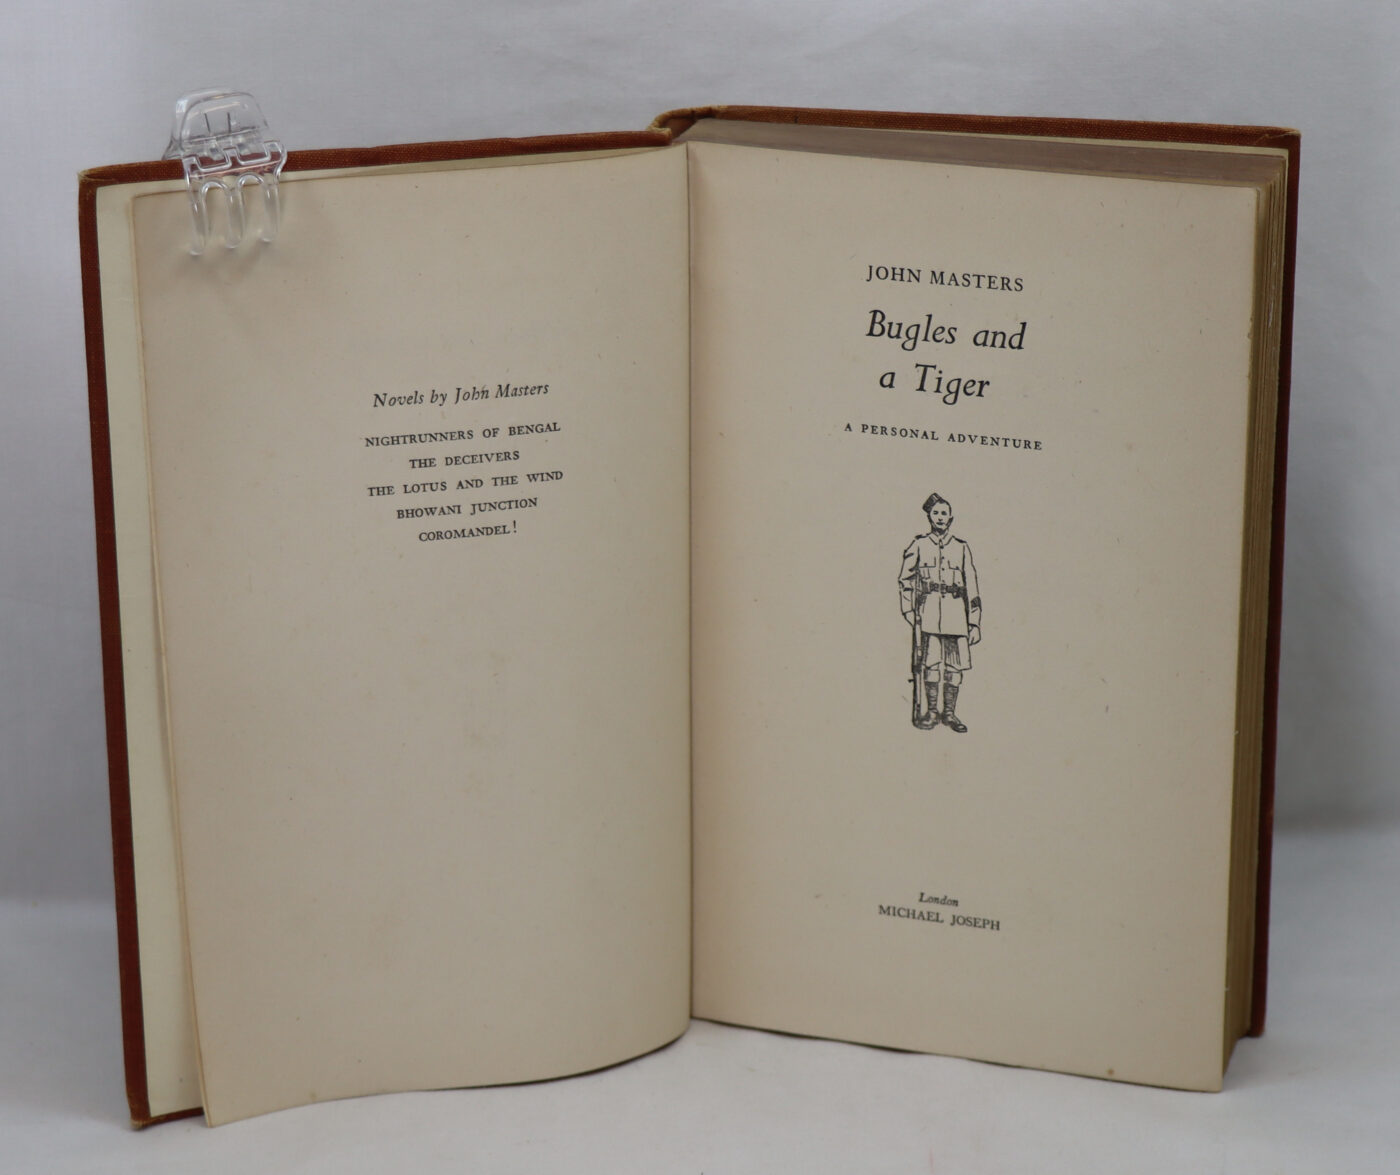 Novels by John Masters
NIGHTRUNNERS OF BENGAL
THE DECEIVERS
THE LOTUS AND THE WIND
BHOWANI JUNCTION
COROMANDEL!
JOHN MASTERS
Bugles and
a Tiger
A PERSONAL ADVENTURE
London
MICHAEL JOSEPH